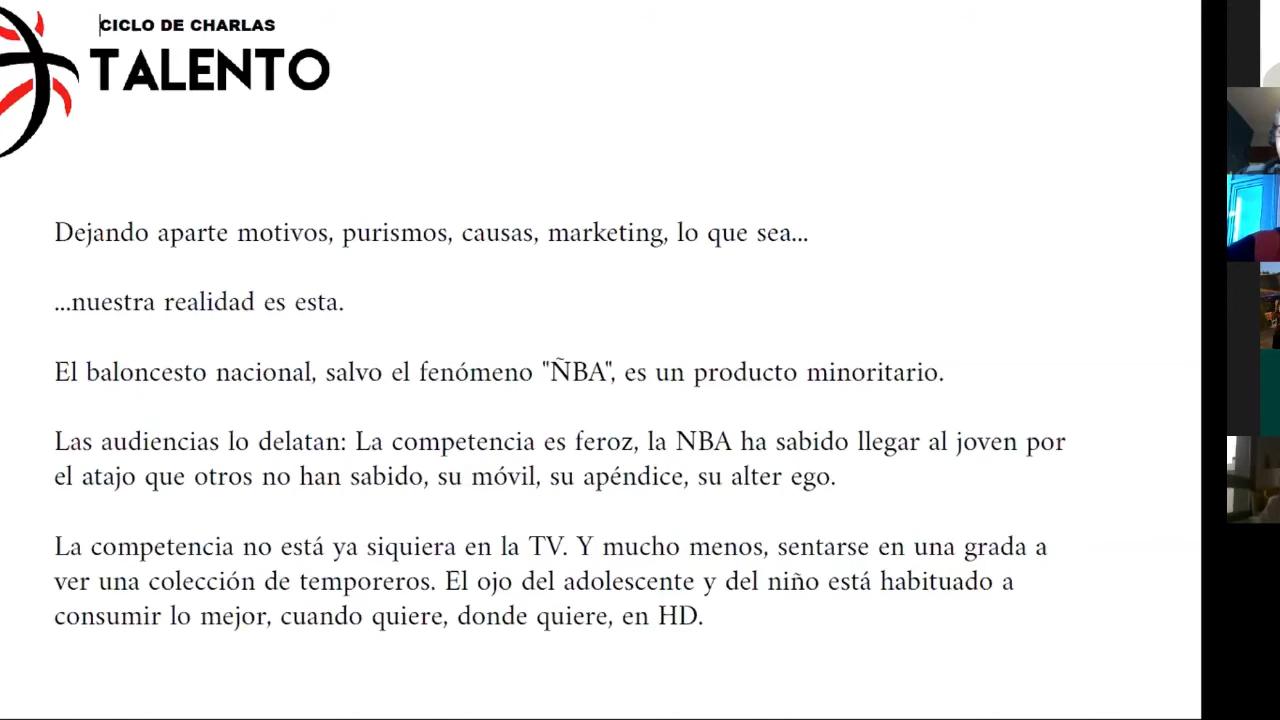 CICLO DE CHARLAS
TALENTO
Dejando aparte motivos, purismos, causas, marketing, lo que sea...
...nuestra realidad es esta.
El baloncesto nacional, salvo el fenómeno "ÑBA", es un producto minoritario.
Las audiencias lo delatan: La competencia es feroz, la NBA ha sabido llegar al joven por
el atajo que otros no han sabido, su móvil, su apéndice, su alter ego.
La competencia no está ya siquiera en la TV. Y mucho menos, sentarse en una grada a
ver una colección de temporeros. El ojo del adolescente y del niño está habituado a
consumir lo mejor, cuando quiere, donde quiere, en HD.